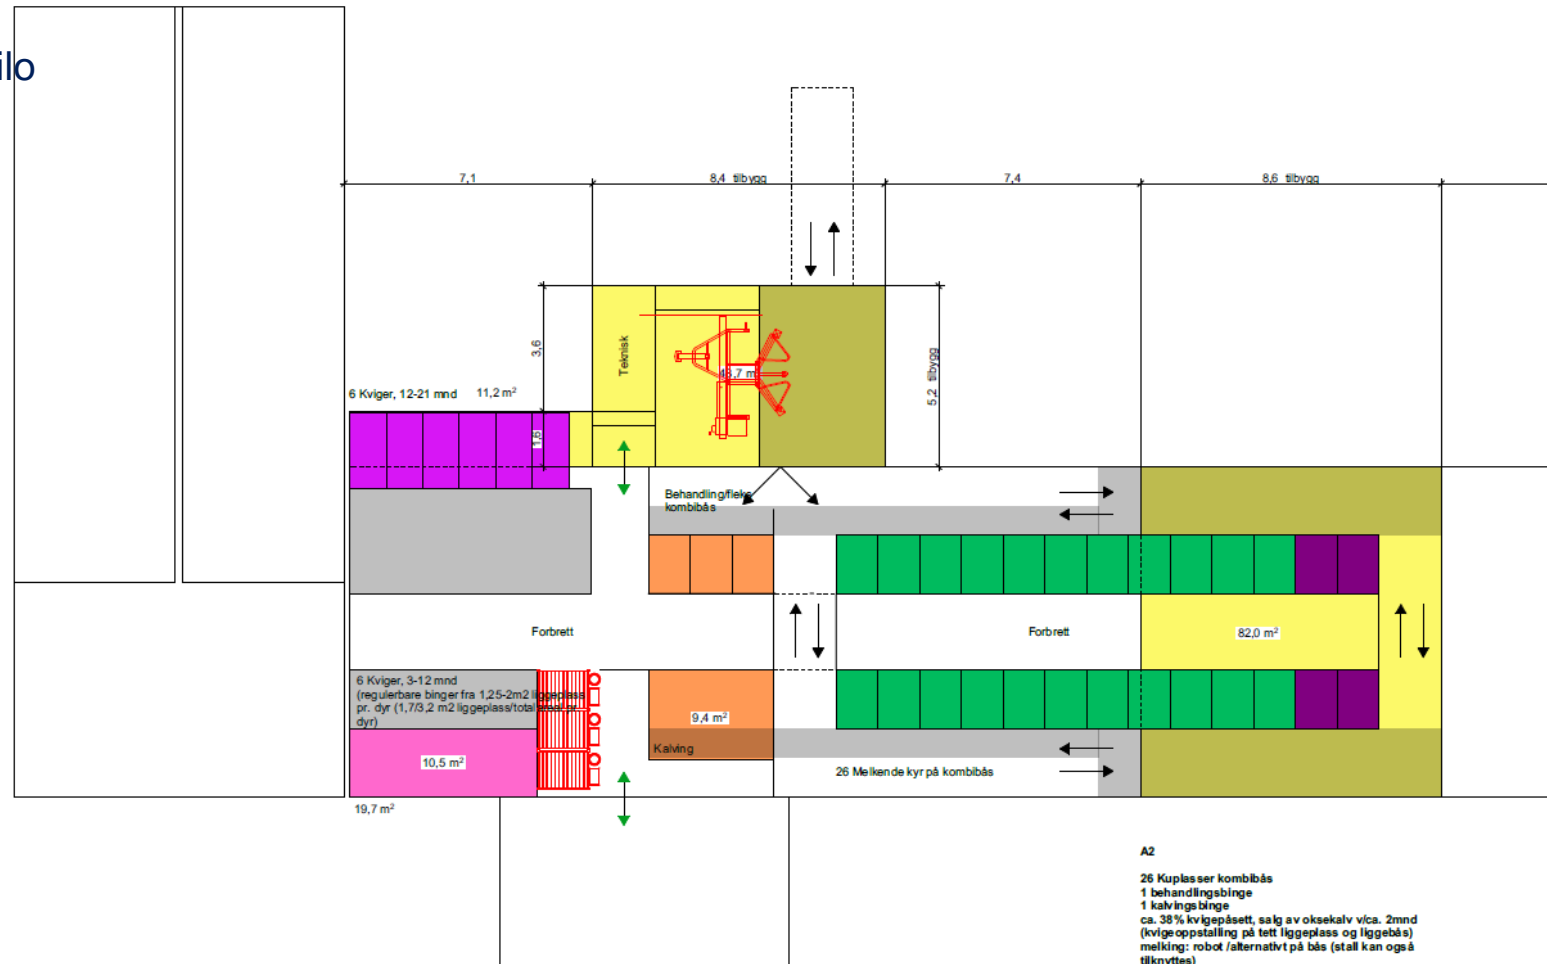 ilo
7,1
8,4 tilbygg
7,4
8,6 tilbygg
3,6
Teknisk
5,2 tilbygg
6 Kviger, 12-21 mnd 11,2 m²
1,6
Behandling/fleks
kombibås
Forbrett
Forbrett
82,0 m²
6 Kviger, 3-12 mnd
(regulerbare binger fra 1,25-2m2 liggeplass
pr. dyr (1,7/3,2 m2 liggeplass/total areal pr.
dyr)
9,4 m²
Kalving
10,5 m²
26 Melkende kyr på kombibås
19,7 m²
A2
26 Kuplasser kombibås
1 behandlingsbinge
1 kalvingsbinge
ca. 38% kvigepåsett, salg av oksekalv v/ca. 2mnd
(kvigeoppstalling på tett liggeplass og liggebås)
melking: robot /alternativt på bås (stall kan også
tilknyttes)